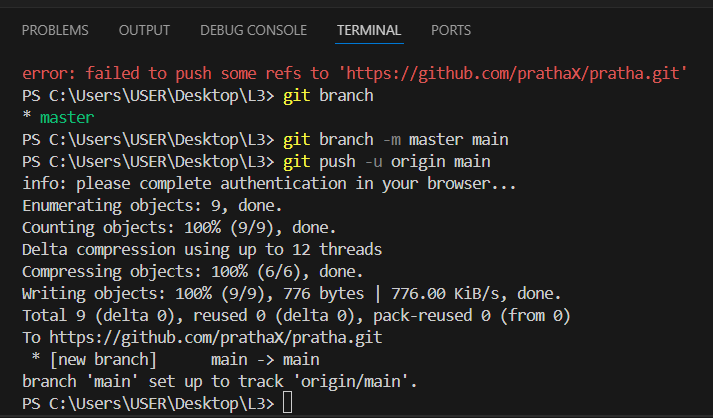 PROBLEMS OUTPUT DEBUG CONSOLE TERMINAL PORTS
error: failed to push some refs to 'https://github.com/prathaX/pratha.git'
PS C:\Users\USER\Desktop\L3> git branch
* master
PS C:\Users\USER\Desktop\L3> git branch -m master main
PS C:\Users\USER\Desktop\L3> git push -u origin main
info: please complete authentication in your browser...
Enumerating objects: 9, done.
Counting objects: 100% (9/9), done.
Delta compression using up to 12 threads
Compressing objects: 100% (6/6), done.
Writing objects: 100% (9/9), 776 bytes | 776.00 KiB/s, done.
Total 9 (delta 0), reused 0 (delta 0), pack-reused 0 (from 0)
To https://github.com/prathaX/pratha.git
 * [new branch]      main -> main
branch 'main' set up to track 'origin/main'.
PS C:\Users\USER\Desktop\L3>